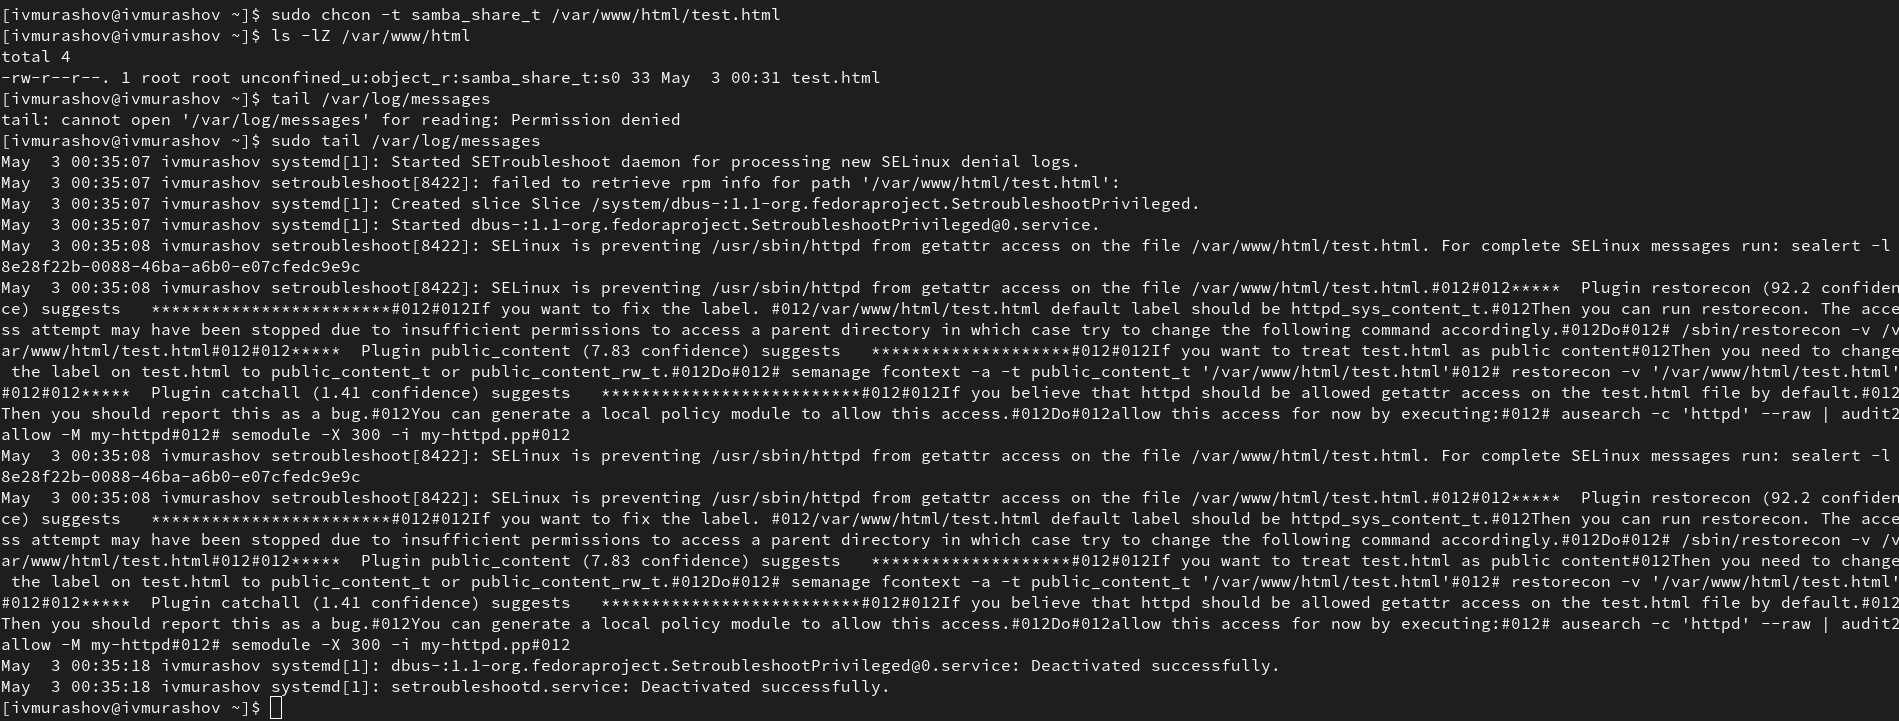 [ivmurashov@ivmurashov ~]$ sudo chcon -t samba_share_t /var/www/html/test.html
[ivmurashov@ivmurashov ~]$ ls -lZ /var/www/html
total 4
-rw-r--r--. 1 root root unconfined_u:object_r:samba_share_t:s0 33 May  3 00:31 test.html
[ivmurashov@ivmurashov ~]$ tail /var/log/messages
tail: cannot open '/var/log/messages' for reading: Permission denied
[ivmurashov@ivmurashov ~]$ sudo tail /var/log/messages
May  3 00:35:07 ivmurashov systemd[1]: Started SETroubleshoot daemon for processing new SELinux denial logs.
May  3 00:35:07 ivmurashov setroubleshoot[8422]: failed to retrieve rpm info for path '/var/www/html/test.html':
May  3 00:35:07 ivmurashov systemd[1]: Created slice Slice /system/dbus-:1.1-org.fedoraproject.SetroubleshootPrivileged.
May  3 00:35:07 ivmurashov systemd[1]: Started dbus-:1.1-org.fedoraproject.SetroubleshootPrivileged@0.service.
May  3 00:35:08 ivmurashov setroubleshoot[8422]: SELinux is preventing /usr/sbin/httpd from getattr access on the file /var/www/html/test.html. For complete SELinux messages run: sealert -l
8e28f22b-0088-46ba-a6b0-e07cfedc9e9c
May  3 00:35:08 ivmurashov setroubleshoot[8422]: SELinux is preventing /usr/sbin/httpd from getattr access on the file /var/www/html/test.html.#012#012*****  Plugin restorecon (92.2 confiden
ce) suggests   ************************#012#012If you want to fix the label. #012/var/www/html/test.html default label should be httpd_sys_content_t.#012Then you can run restorecon. The acce
ss attempt may have been stopped due to insufficient permissions to access a parent directory in which case try to change the following command accordingly.#012Do#012# /sbin/restorecon -v /v
ar/www/html/test.html#012#012*****  Plugin public_content (7.83 confidence) suggests   ********************#012#012If you want to treat test.html as public content#012Then you need to change
 the label on test.html to public_content_t or public_content_rw_t.#012Do#012# semanage fcontext -a -t public_content_t '/var/www/html/test.html'#012# restorecon -v '/var/www/html/test.html'
#012#012*****  Plugin catchall (1.41 confidence) suggests   **************************#012#012If you believe that httpd should be allowed getattr access on the test.html file by default.#012
Then you should report this as a bug.#012You can generate a local policy module to allow this access.#012Do#012allow this access for now by executing:#012# ausearch -c 'httpd' --raw | audit2
allow -M my-httpd#012# semodule -X 300 -i my-httpd.pp#012
May  3 00:35:08 ivmurashov setroubleshoot[8422]: SELinux is preventing /usr/sbin/httpd from getattr access on the file /var/www/html/test.html. For complete SELinux messages run: sealert -l
8e28f22b-0088-46ba-a6b0-e07cfedc9e9c
May  3 00:35:08 ivmurashov setroubleshoot[8422]: SELinux is preventing /usr/sbin/httpd from getattr access on the file /var/www/html/test.html.#012#012*****  Plugin restorecon (92.2 confiden
ce) suggests   ************************#012#012If you want to fix the label. #012/var/www/html/test.html default label should be httpd_sys_content_t.#012Then you can run restorecon. The acce
ss attempt may have been stopped due to insufficient permissions to access a parent directory in which case try to change the following command accordingly.#012Do#012# /sbin/restorecon -v /v
ar/www/html/test.html#012#012*****  Plugin public_content (7.83 confidence) suggests   ********************#012#012If you want to treat test.html as public content#012Then you need to change
 the label on test.html to public_content_t or public_content_rw_t.#012Do#012# semanage fcontext -a -t public_content_t '/var/www/html/test.html'#012# restorecon -v '/var/www/html/test.html'
#012#012*****  Plugin catchall (1.41 confidence) suggests   **************************#012#012If you believe that httpd should be allowed getattr access on the test.html file by default.#012
Then you should report this as a bug.#012You can generate a local policy module to allow this access.#012Do#012allow this access for now by executing:#012# ausearch -c 'httpd' --raw | audit2
allow -M my-httpd#012# semodule -X 300 -i my-httpd.pp#012
May  3 00:35:18 ivmurashov systemd[1]: dbus-:1.1-org.fedoraproject.SetroubleshootPrivileged@0.service: Deactivated successfully.
May  3 00:35:18 ivmurashov systemd[1]: setroubleshootd.service: Deactivated successfully.
[ivmurashov@ivmurashov ~]$